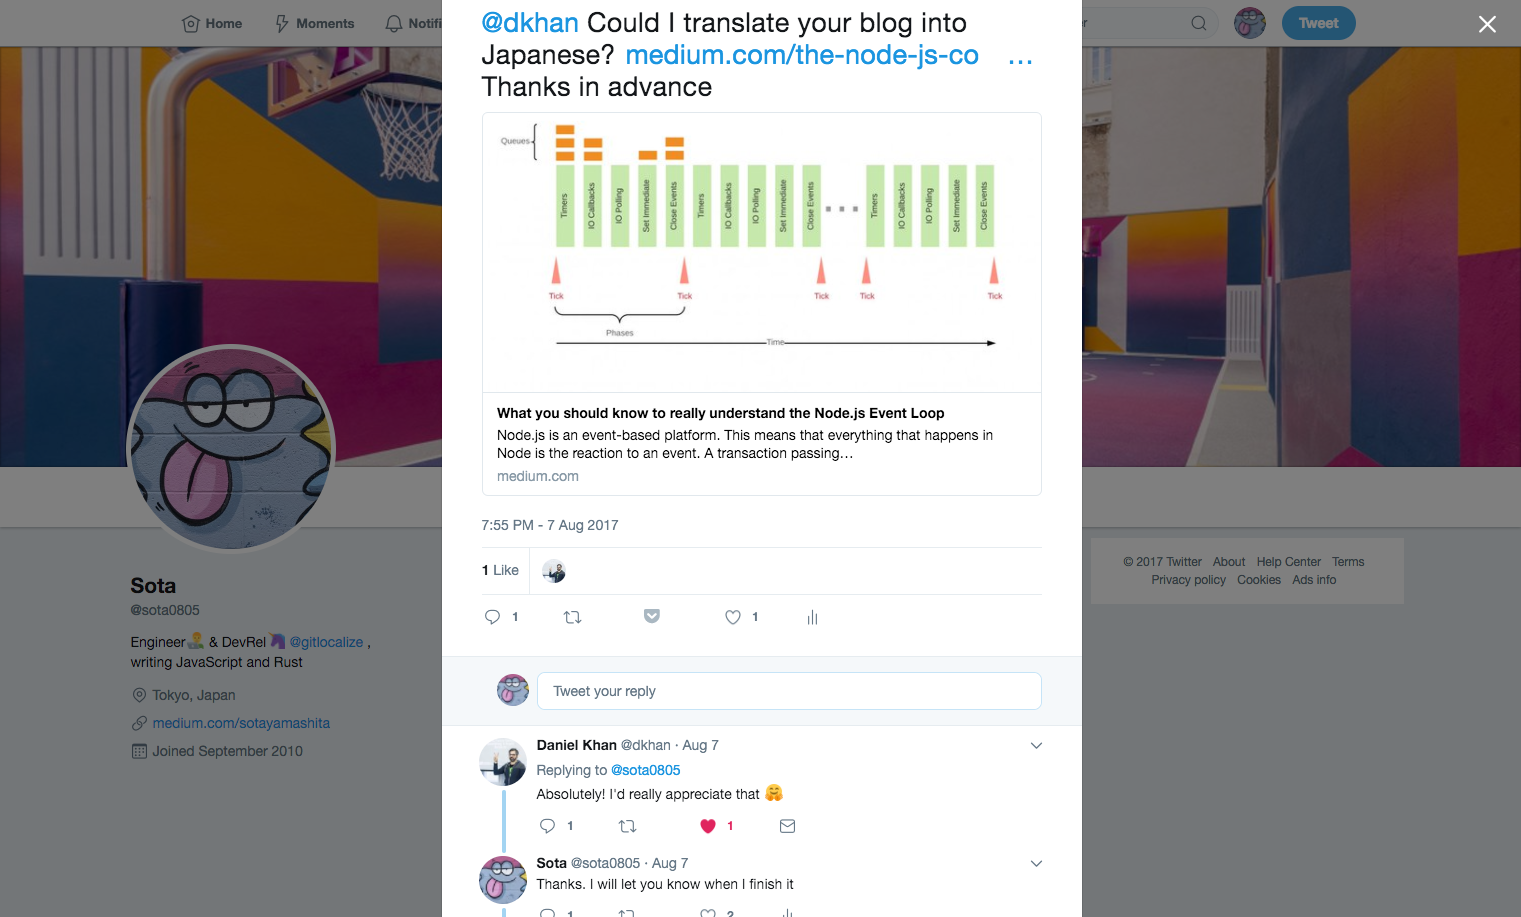 Home
Moments
Notifi
Tweet
@dkhan Could I translate your blog into
Japanese? medium.com/the-node-js-co …
Thanks in advance
Queues
Timers
IO Callbacks
IO Polling
Set Immediate
Close Events
Timers
IO Callbacks
IO Polling
Set Immediate
Close Events
Timers
IO Callbacks
IO Polling
Set Immediate
Close Events
Tick
Tick
Tick
Tick
Tick
Phases
Time
What you should know to really understand the Node.js Event Loop
Node.js is an event-based platform. This means that everything that happens in
Node is the reaction to an event. A transaction passing…
medium.com
7:55 PM - 7 Aug 2017
1 Like
1
1
Tweet your reply
Daniel Khan @dkhan · Aug 7
Replying to @sota0805
Absolutely! I'd really appreciate that 🤗
1
1
Sota @sota0805 · Aug 7
Thanks. I will let you know when I finish it
1
2
Sota
@sota0805
Engineer & DevRel @gitlocalize ,
writing JavaScript and Rust
Tokyo, Japan
medium.com/sotayamashita
Joined September 2010
© 2017 Twitter About Help Center Terms
Privacy policy Cookies Ads info